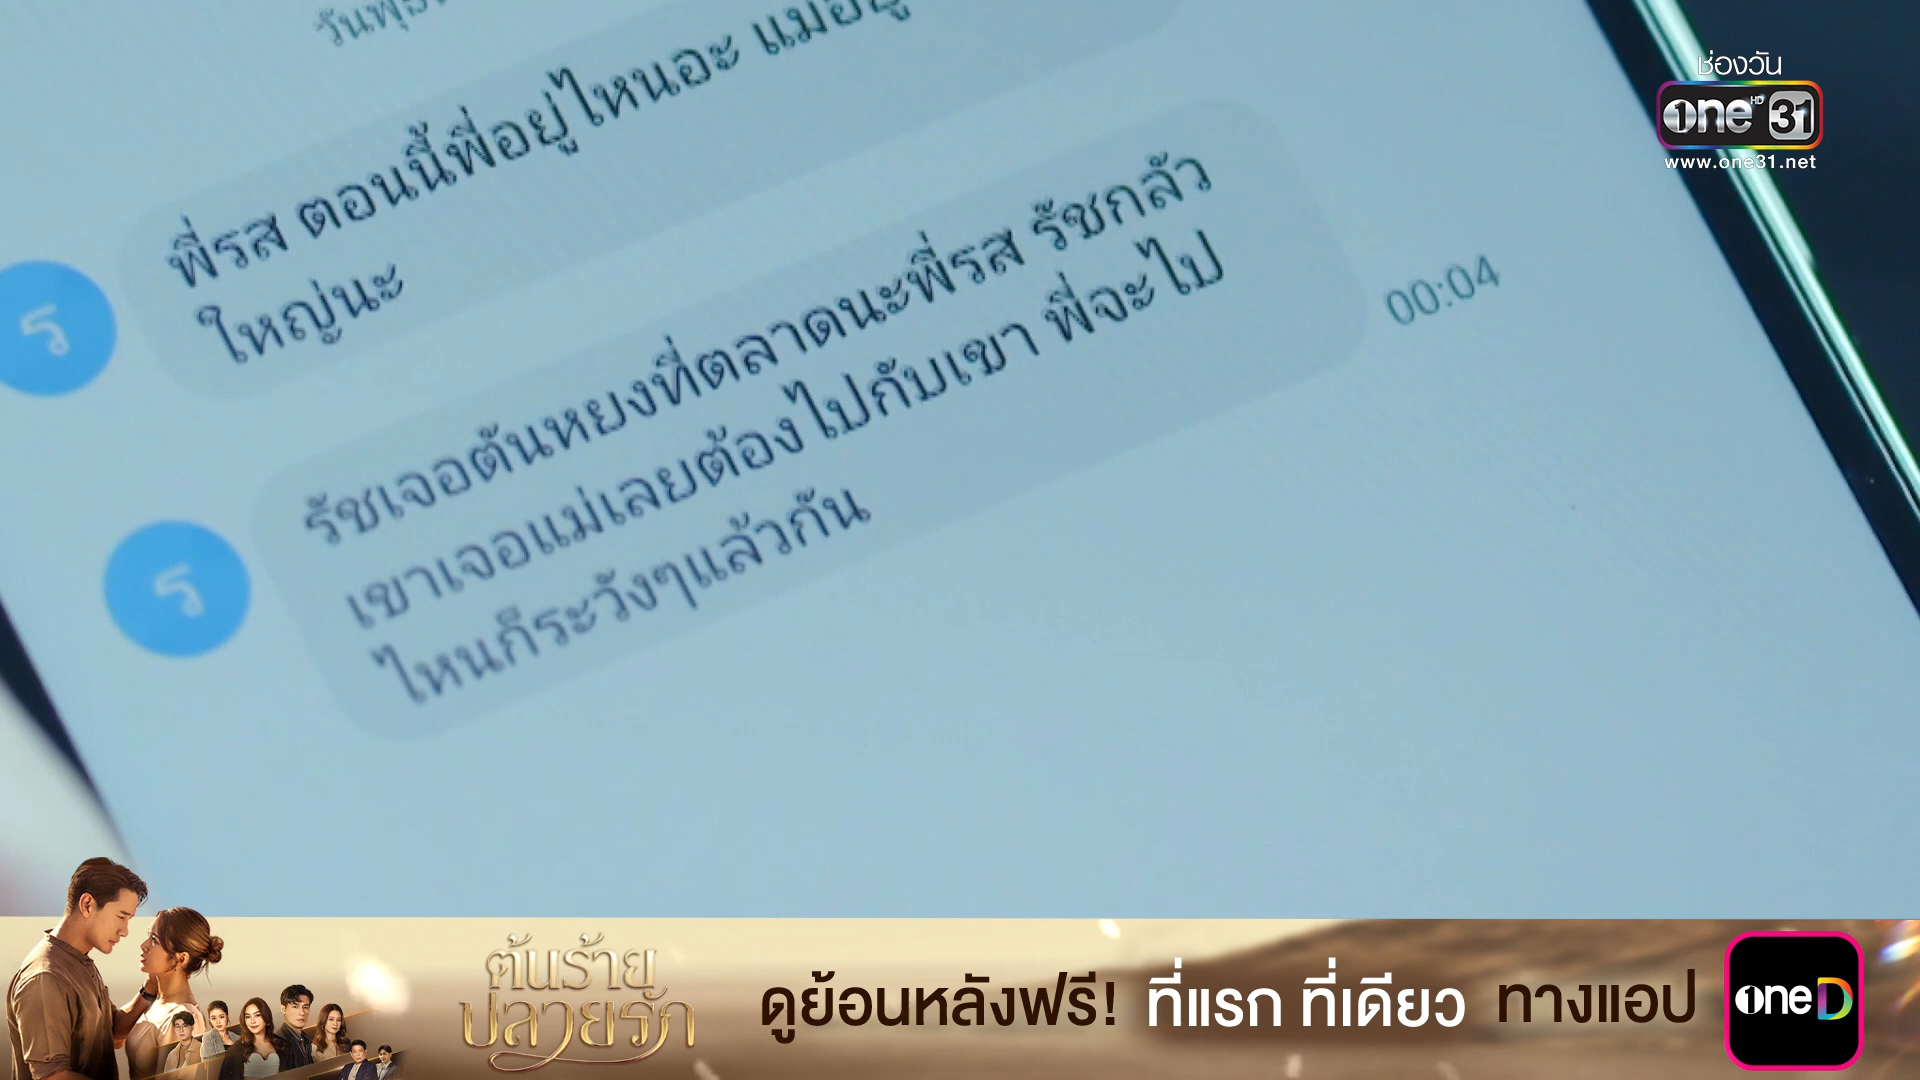 พี่รส ตอนนี้พี่อยู่ไหนอะ
ใหญ่นะ
รัชเจอต้นหยงที่ตลาดนะพี่รส รัชกลัว
เขาเจอแม่เลยต้องไปกับเขา พี่จะไป
ไหนก็ระวังๆแล้วกัน
00:04
ร
ร
ช่องวัน
one HD 31
www.one31.net
ต้นร้าย
ปลายรัก
ดูย้อนหลังฟรี! ที่แรก ที่เดียว ทางแอป
oneD